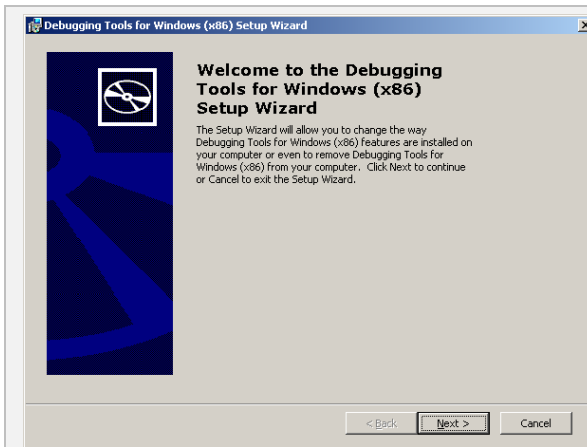 Debugging Tools for Windows (x86) Setup Wizard
Welcome to the Debugging
Tools for Windows (x86)
Setup Wizard
The Setup Wizard will allow you to change the way
Debugging Tools for Windows (x86) features are installed on
your computer or even to remove Debugging Tools for
Windows (x86) from your computer. Click Next to continue
or Cancel to exit the Setup Wizard.
< Back Next > Cancel